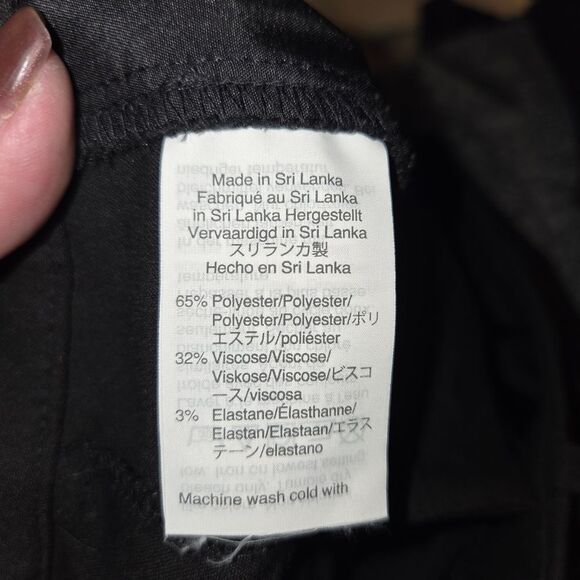 Made in Sri Lanka
Fabriqué au Sri Lanka
in Sri Lanka Hergestellt
Vervaardigd in Sri Lanka
スリランカ製
Hecho en Sri Lanka
65% Polyester/Polyester/
Polyester/Polyester/ポリ
エステル/poliéster
32% Viscose/Viscose/
Viskose/Viscose/ビスコ
ース/viscosa
3% Elastane/Élasthanne/
Elastan/Elastaan/エラス
テーン/elastano
Machine wash cold with